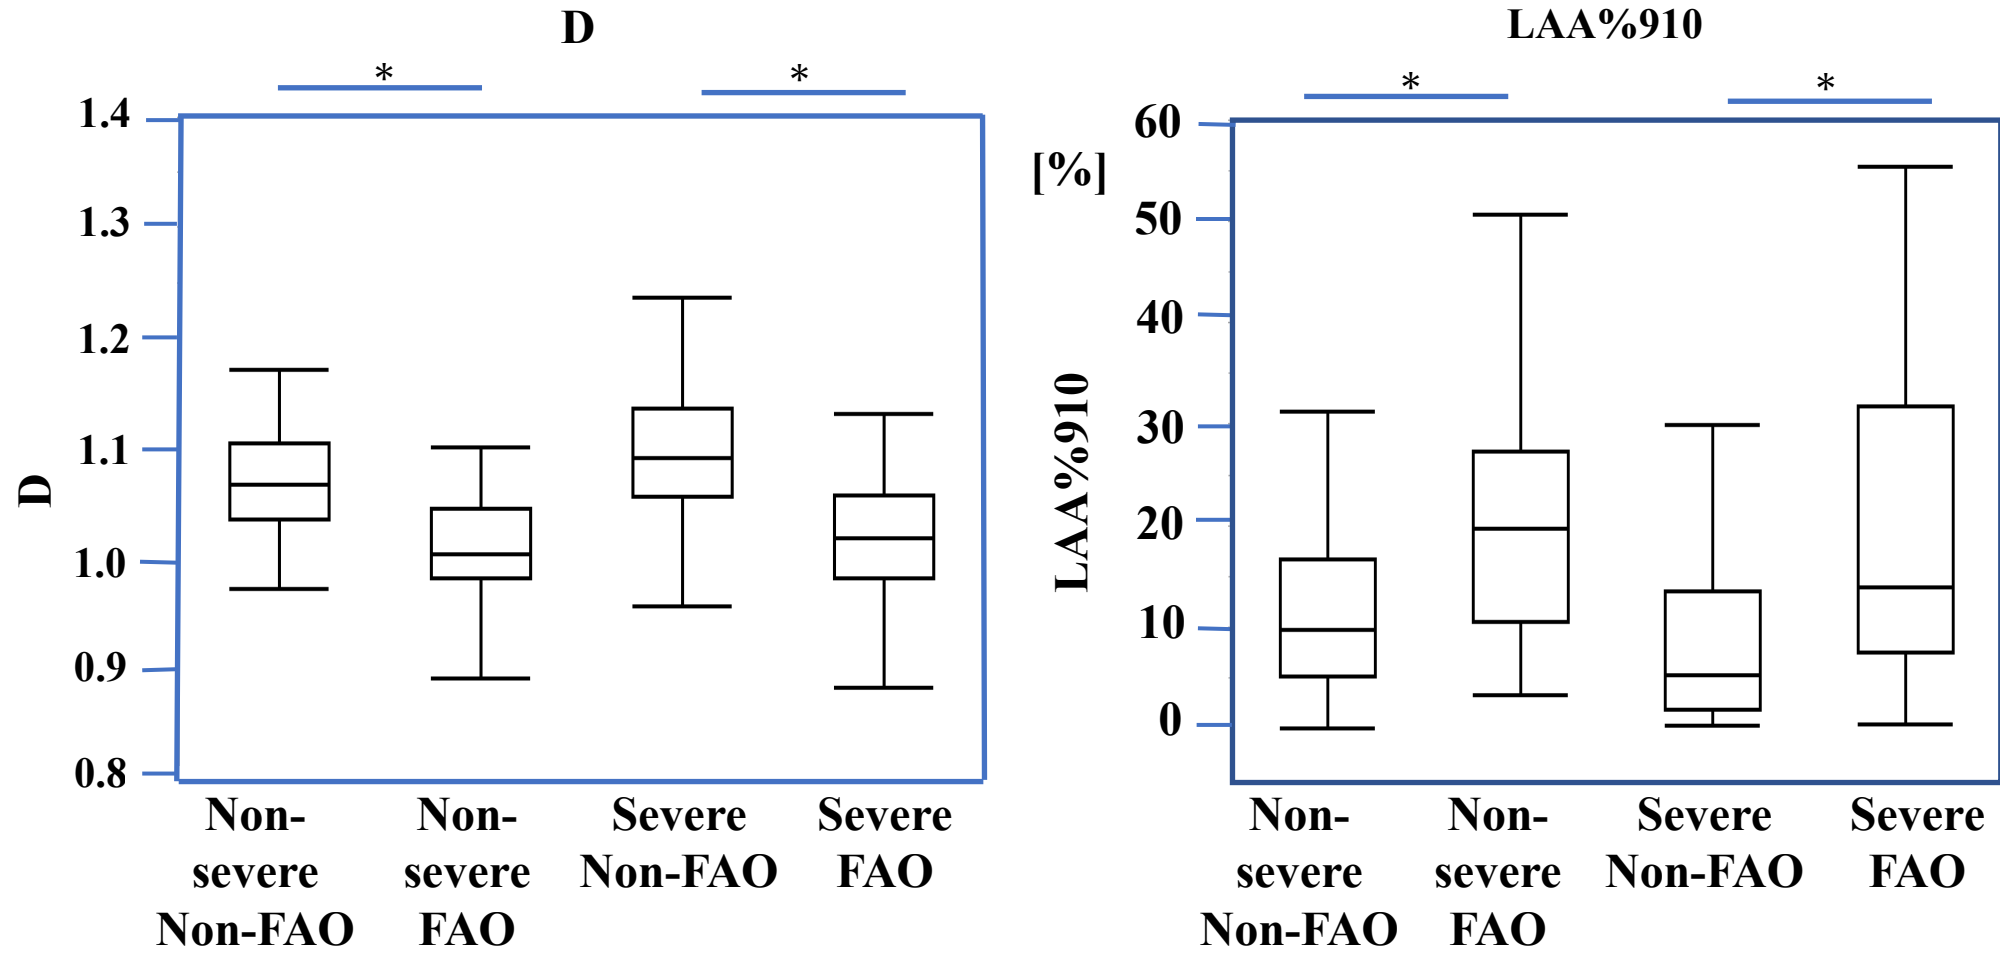 D
*
*
1.4
1.3
1.2
1.1
1.0
0.9
0.8
D
Non-
severe
Non-FAO
Non-
severe
FAO
Severe
Non-FAO
Severe
FAO
LAA%910
*
*
[%]
60
50
40
30
20
10
0
LAA%910
Non-
severe
Non-FAO
Non-
severe
FAO
Severe
Non-FAO
Severe
FAO